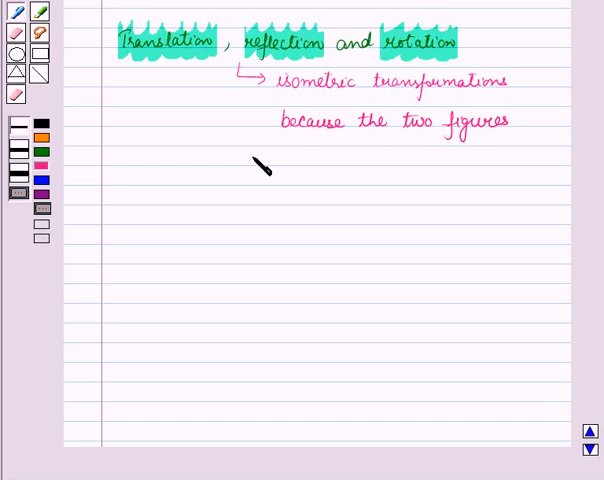 Translation, reflection and rotation
isometric transformations
because the two figures